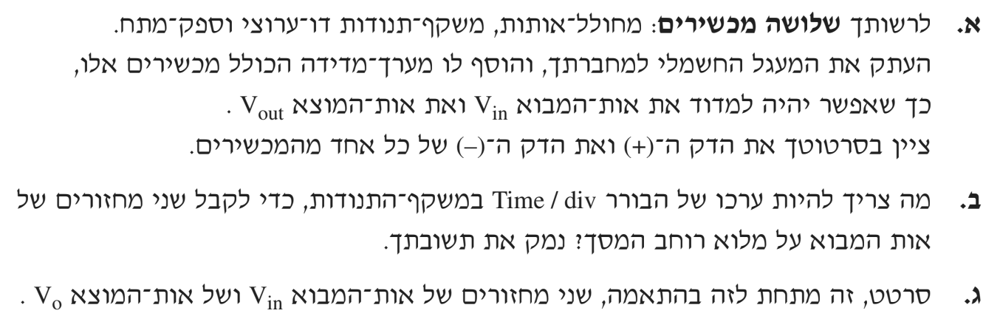 א. לרשותך שלושה מכשירים: מחולל־אותות, משקף־תנודות דו־ערוצי וספק־מתח.
העתק את המעגל החשמלי למחברתך, והוסף לו מערך־מדידה הכולל מכשירים אלו,
כך שאפשר יהיה למדוד את אות־המבוא Vin ואת אות־המוצא Vout .
ציין בסרטוטך את הדק ה־(+) ואת הדק ה־(–) של כל אחד מהמכשירים.
ב. מה צריך להיות ערכו של הבורר Time / div במשקף־התנודות, כדי לקבל שני מחזורים של
אות המבוא על מלוא רוחב המסך? נמק את תשובתך.
ג. סרטט, זה מתחת לזה בהתאמה, שני מחזורים של אות־המבוא Vin ושל אות־המוצא Vo .